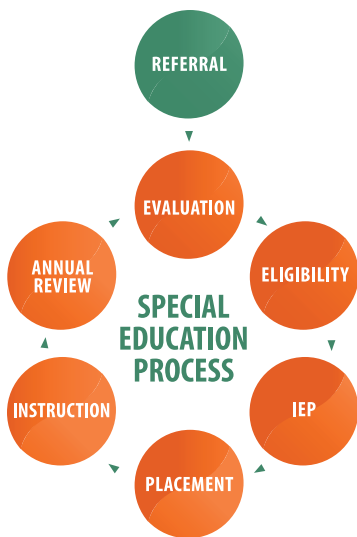 REFERRAL
EVALUATION
ELIGIBILITY
IEP
PLACEMENT
INSTRUCTION
ANNUAL
REVIEW
SPECIAL
EDUCATION
PROCESS